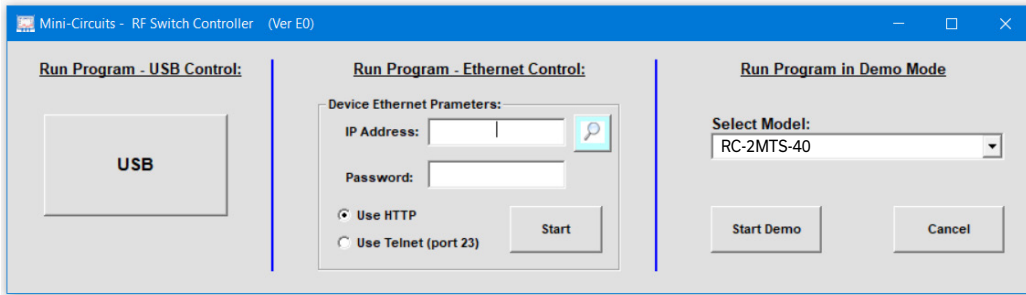 Mini-Circuits - RF Switch Controller (Ver E0)
Run Program - USB Control:
USB
Run Program - Ethernet Control:
Device Ethernet Prameters:
IP Address:
Password:
Use HTTP
Use Telnet (port 23)
Start
Run Program in Demo Mode
Select Model:
RC-2MTS-40
Start Demo
Cancel